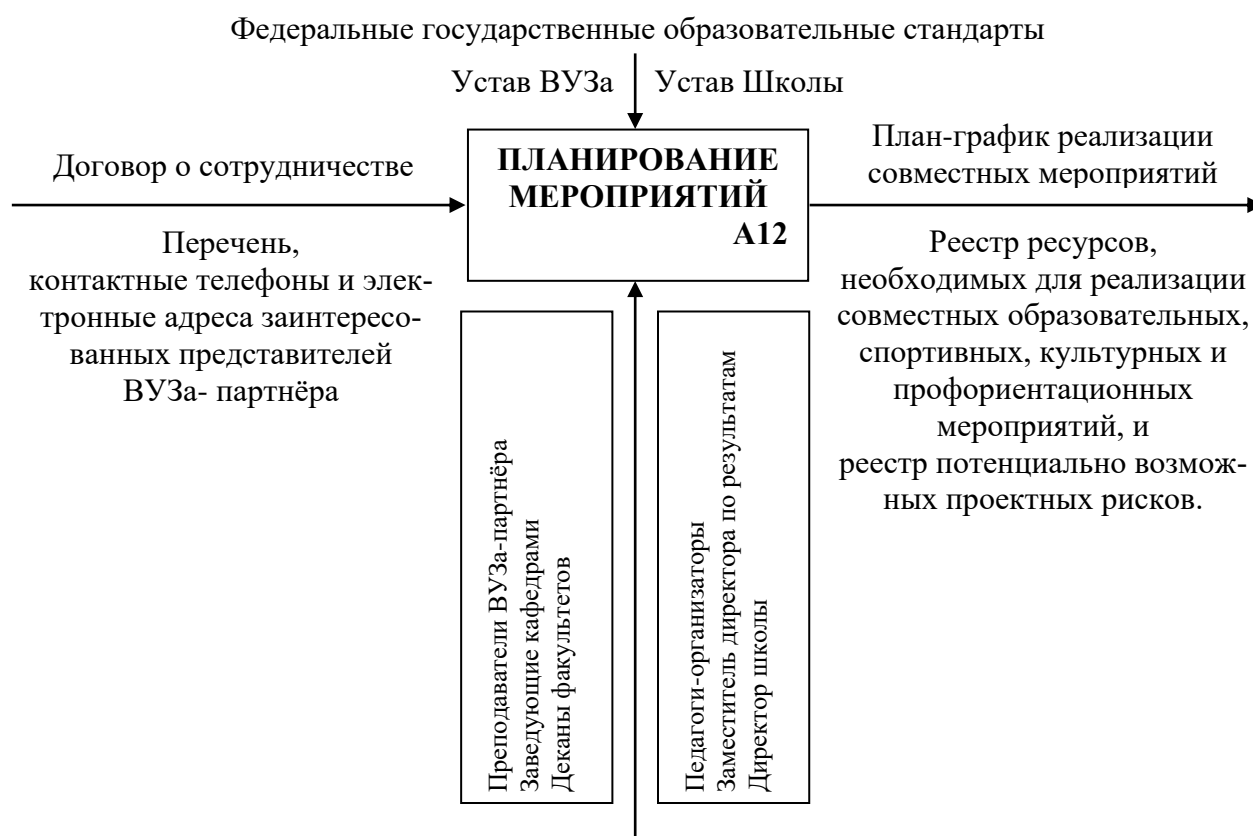 Федеральные государственные образовательные стандарты
Устав ВУЗа
Устав Школы
Договор о сотрудничестве
Перечень,
контактные телефоны и элек-
тронные адреса заинтересо-
ванных представителей
ВУЗа- партнёра
ПЛАНИРОВАНИЕ
МЕРОПРИЯТИЙ
А12
План-график реализации
совместных мероприятий
Реестр ресурсов,
необходимых для реализации
совместных образовательных,
спортивных, культурных и
профориентационных
мероприятий, и
реестр потенциально возмож-
ных проектных рисков.
Преподаватели ВУЗа-партнёра
Заведующие кафедрами
Деканы факультетов
Педагоги-организаторы
Заместитель директора по результатам
Директор школы